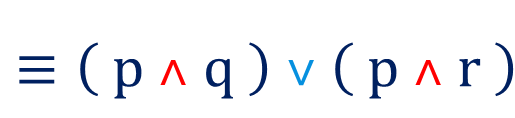 ≡ ( p ∧ q ) ∨ ( p ∧ r )